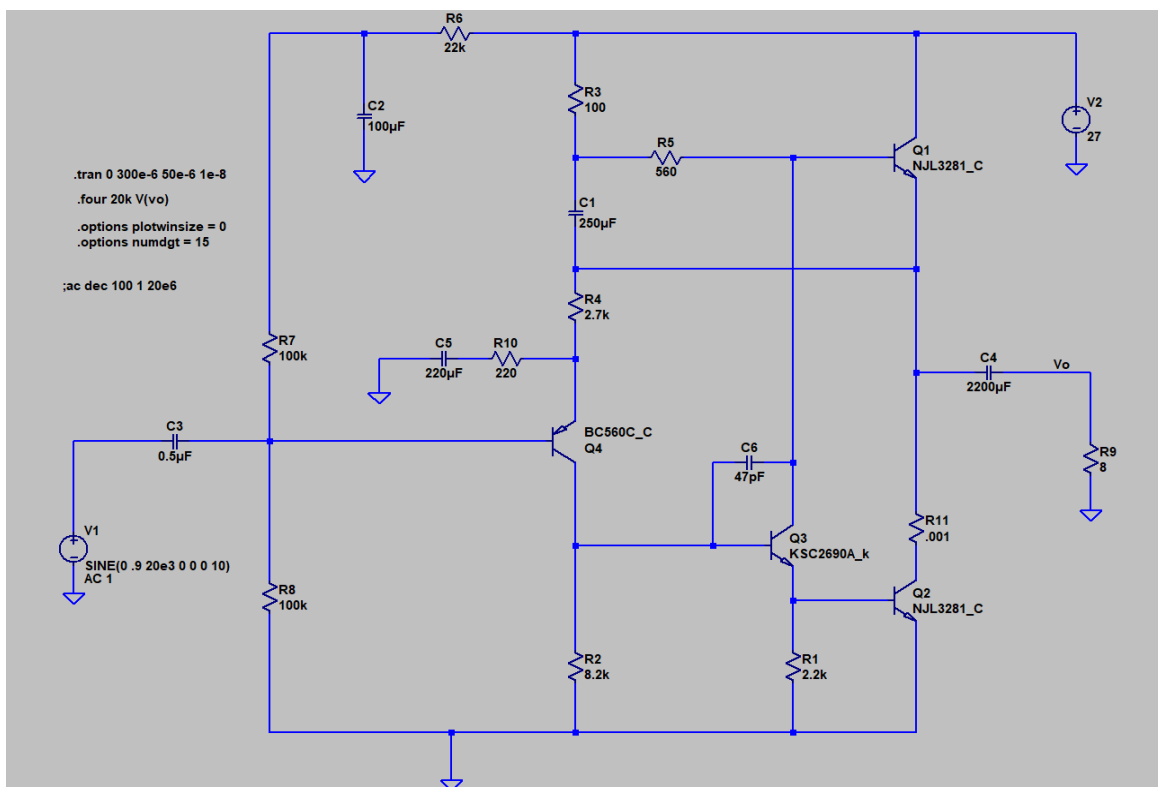 R6
22k
R3
100
C2
100µF
V2
27
R5
560
Q1
NJL3281_C
.tran 0 300e-6 50e-6 1e-8
.four 20k V(vo)
.options plotwinsize = 0
.options numdgt = 15
;ac dec 100 1 20e6
C1
250µF
R4
2.7k
R7
100k
C5
220µF
R10
220
C4
2200µF
Vo
C3
0.5µF
BC560C_C
Q4
C6
47pF
R9
8
V1
SINE(0 .9 20e3 0 0 0 10)
AC 1
R11
.001
Q3
KSC2690A_k
R8
100k
Q2
NJL3281_C
R2
8.2k
R1
2.2k